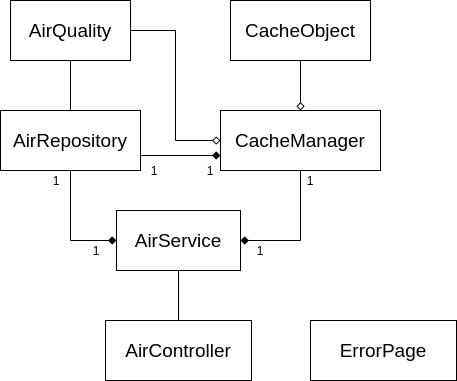 AirQuality
CacheObject
AirRepository
CacheManager
1
1
1
1
AirService
1
1
AirController
ErrorPage